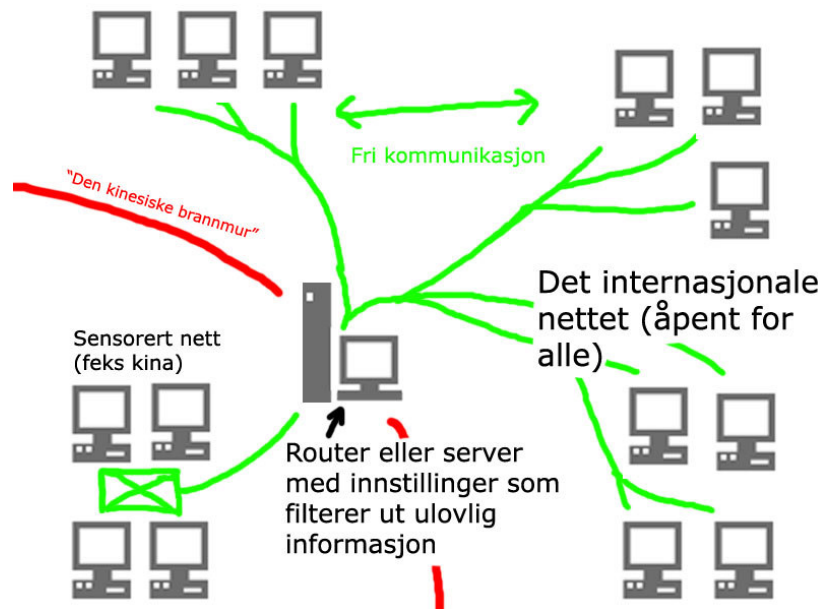 Fri kommunikasjon
"Den kinesiske brannmur"
Det internasjonale
nettet (åpent for
alle)
Sensorert nett
(feks kina)
Router eller server
med innstillinger som
filterer ut ulovlig
informasjon